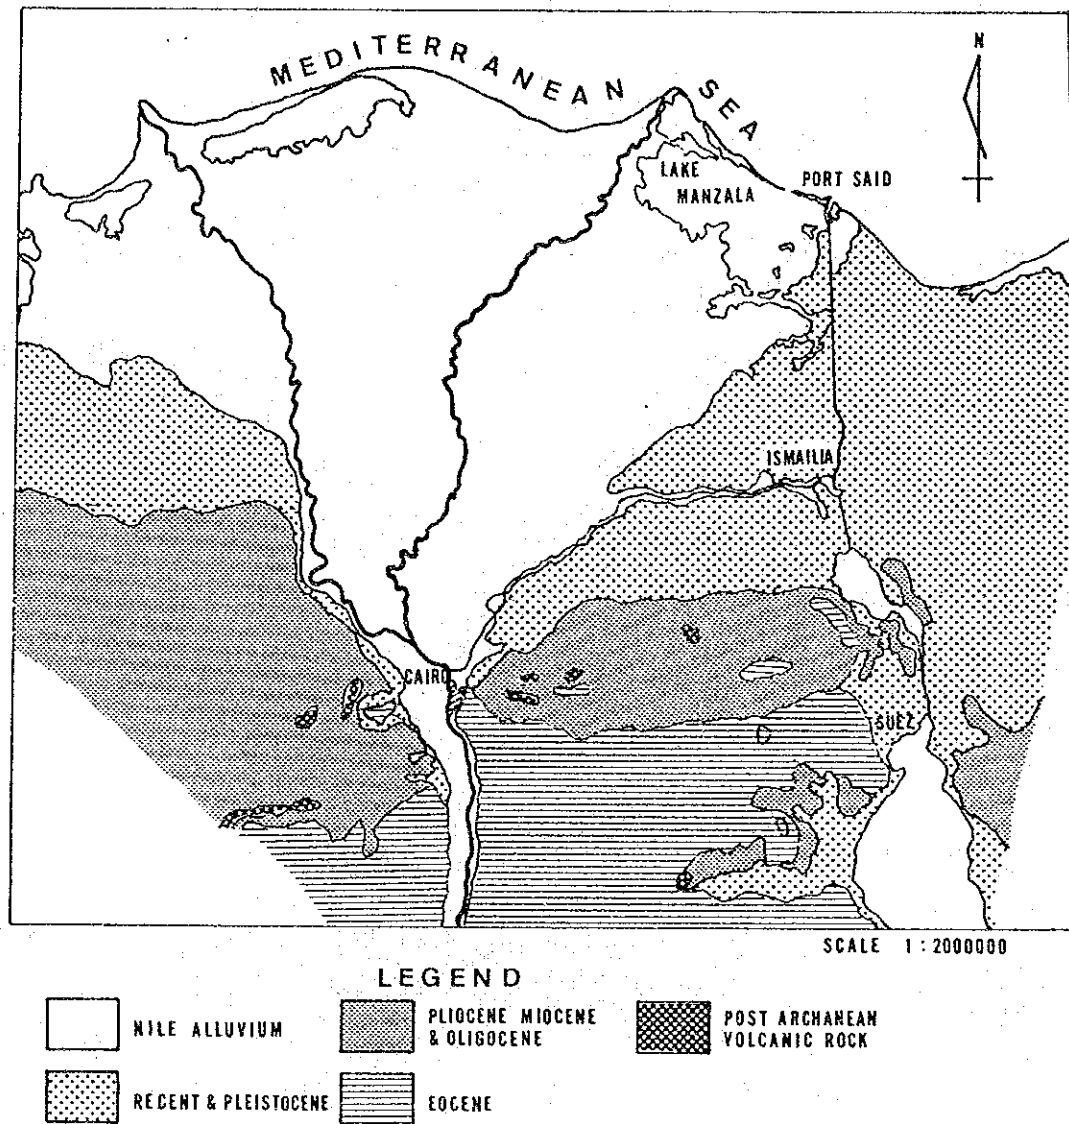 MEDITERRANEAN SEA
N
LAKE
MANZALA
PORT SAID
ISMAILIA
CAIRO
SUEZ
SCALE 1:2000000
LEGEND
NILE ALLUVIUM
PLIOCENE MIOCENE
& OLIGOCENE
POST ARCHANEAN
VOLCANIC ROCK
RECENT & PLEISTOCENE
EOCENE